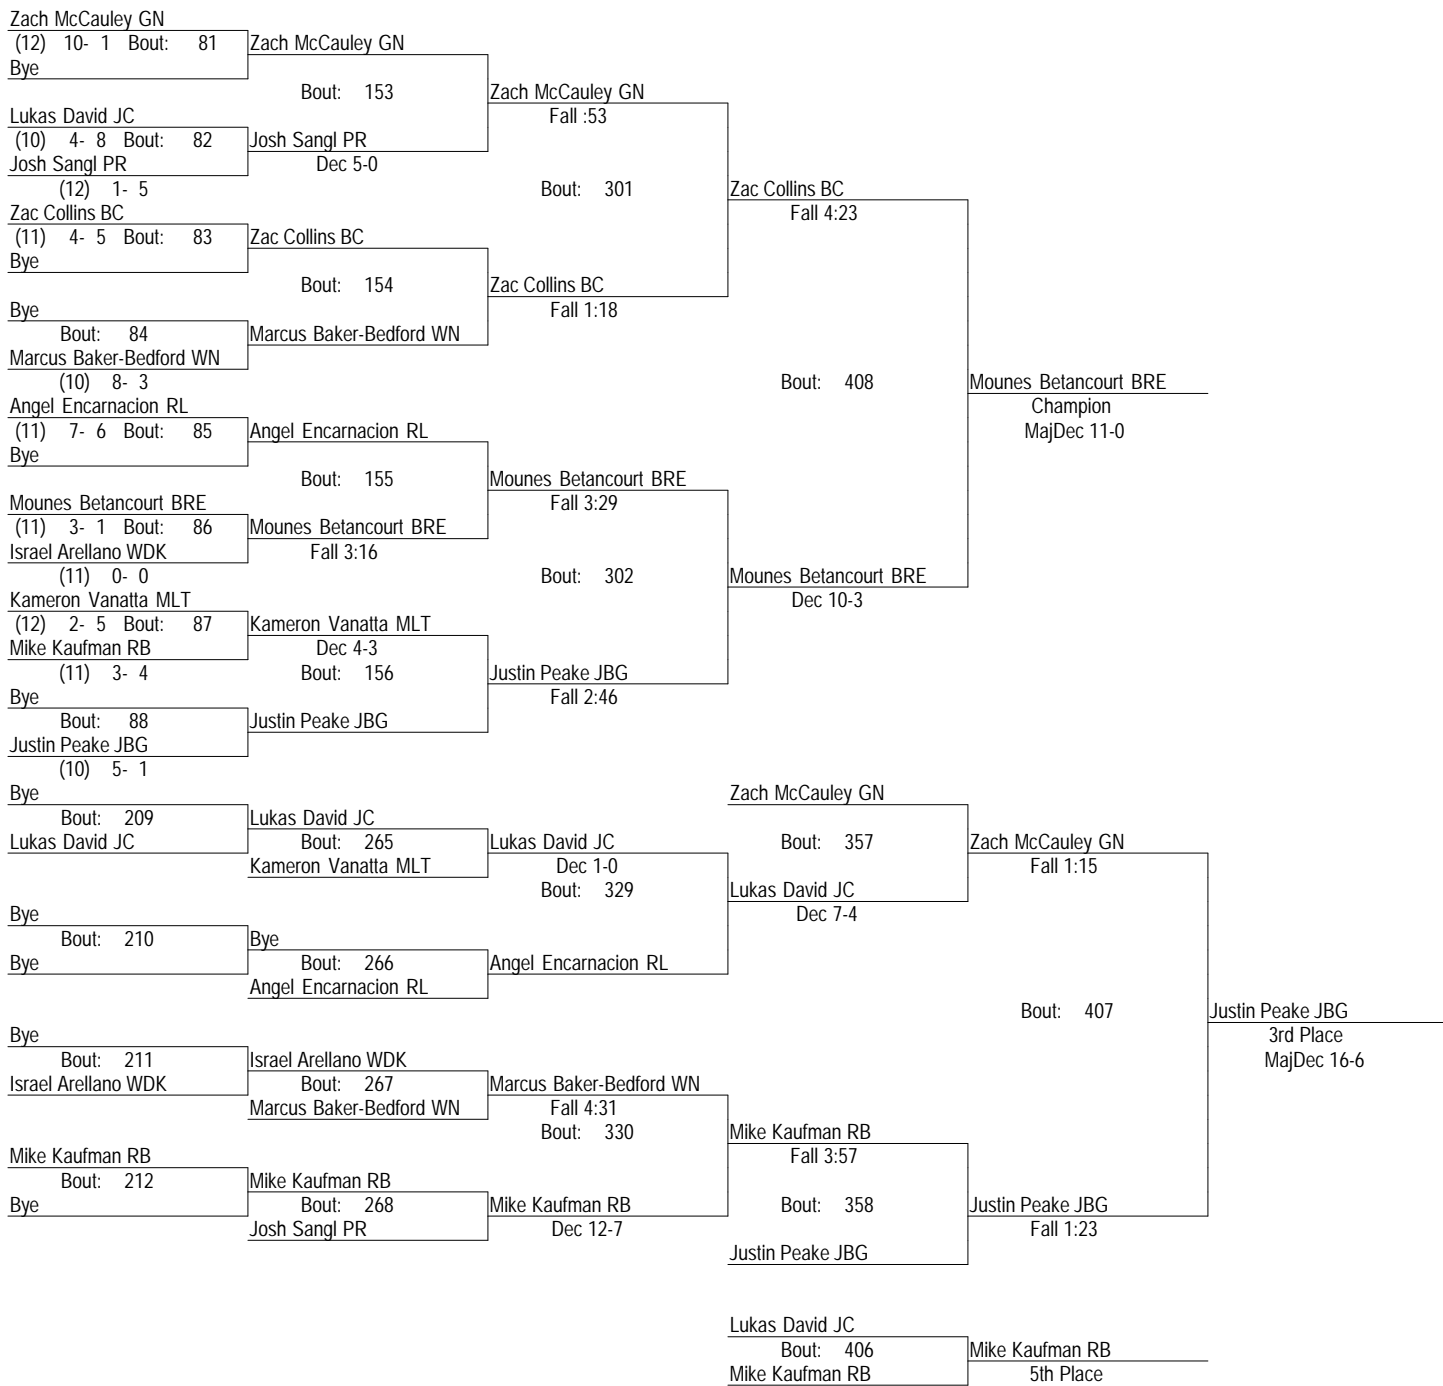 Zach McCauley GN
(12) 10- 1 Bout: 81 Zach McCauley GN
Bye
Bout: 153 Zach McCauley GN
Lukas David JC Fall :53
(10) 4- 8 Bout: 82 Josh Sangl PR
Josh Sangl PR Dec 5-0
(12) 1- 5 Bout: 301 Zac Collins BC
Zac Collins BC Fall 4:23
(11) 4- 5 Bout: 83 Zac Collins BC
Bye
Bout: 154 Zac Collins BC
Bye Fall 1:18
Bout: 84 Marcus Baker-Bedford WN
Marcus Baker-Bedford WN
(10) 8- 3 Bout: 408 Mounes Betancourt BRE
Angel Encarnacion RL Champion
(11) 7- 6 Bout: 85 Angel Encarnacion RL MajDec 11-0
Bye
Bout: 155 Mounes Betancourt BRE
Mounes Betancourt BRE Fall 3:29
(11) 3- 1 Bout: 86 Mounes Betancourt BRE
Israel Arellano WDK Fall 3:16
(11) 0- 0 Bout: 302 Mounes Betancourt BRE
Kameron Vanatta MLT Dec 10-3
(12) 2- 5 Bout: 87 Kameron Vanatta MLT
Mike Kaufman RB Dec 4-3
(11) 3- 4 Bout: 156 Justin Peake JBG
Bye Fall 2:46
Bout: 88 Justin Peake JBG
Justin Peake JBG
(10) 5- 1
Bye Zach McCauley GN
Bout: 209 Lukas David JC
Lukas David JC Bout: 265 Lukas David JC Bout: 357 Zach McCauley GN
Kameron Vanatta MLT Dec 1-0 Fall 1:15
Bout: 329 Lukas David JC
Bye Dec 7-4
Bout: 210 Bye
Bye Bout: 266 Angel Encarnacion RL
Angel Encarnacion RL
Bout: 407 Justin Peake JBG
Bye 3rd Place
Bout: 211 Israel Arellano WDK MajDec 16-6
Israel Arellano WDK Bout: 267 Marcus Baker-Bedford WN
Marcus Baker-Bedford WN Fall 4:31
Bout: 330 Mike Kaufman RB
Mike Kaufman RB Fall 3:57
Bout: 212 Mike Kaufman RB
Bye Bout: 268 Mike Kaufman RB Bout: 358 Justin Peake JBG
Josh Sangl PR Dec 12-7 Fall 1:23
Justin Peake JBG
Lukas David JC
Bout: 406 Mike Kaufman RB
Mike Kaufman RB 5th Place